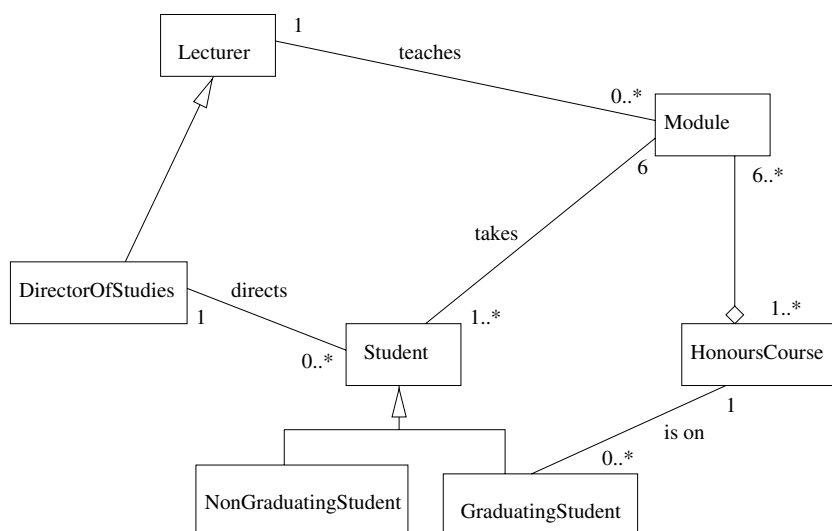 1
Lecturer
teaches
0..*
Module
6
6..*
takes
DirectorOfStudies
directs
1
1..*
1..*
0..*
Student
HonoursCourse
1
is on
0..*
NonGraduatingStudent
GraduatingStudent